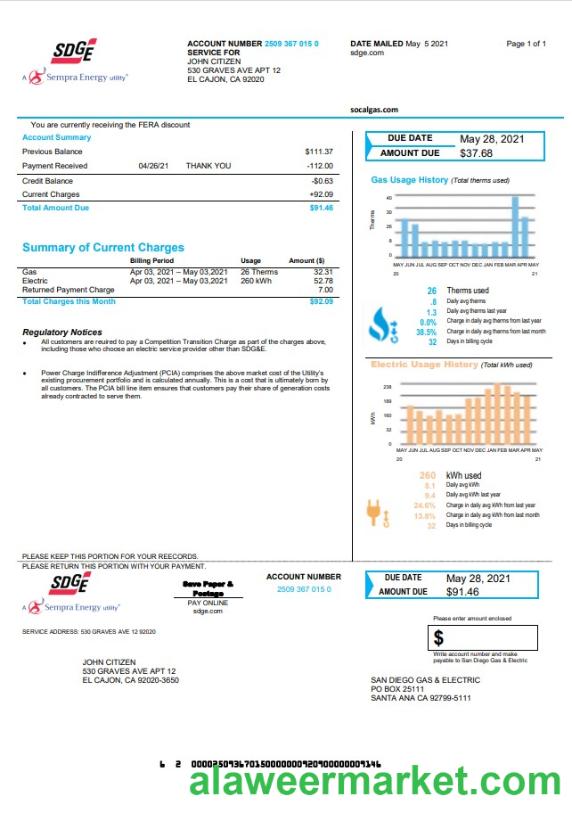 SDGE
A Sempra Energy utility®
ACCOUNT NUMBER 2509 367 015 0
SERVICE FOR
JOHN CITIZEN
530 GRAVES AVE APT 12
EL CAJON, CA 92020
DATE MAILED May 5 2021
sdge.com
Page 1 of 1
socalgas.com
You are currently receiving the FERA discount
Account Summary
Previous Balance $111.37
Payment Received 04/26/21 THANK YOU -112.00
Credit Balance -$0.63
Current Charges +92.09
Total Amount Due $91.46
DUE DATE May 28, 2021
AMOUNT DUE $37.68
Gas Usage History (Total therms used)
Therms
MAY JUN JUL AUG SEP OCT NOV DEC JAN FEB MAR APR MAY
20 21
26 Therms used
.8 Daily avg therms
1.3 Daily avg therms last year
0.0% Charge in daily avg therms from last year
38.5% Charge in daily avg therms from last month
32 Days in billing cycle
Summary of Current Charges
Billing Period Usage Amount ($)
Gas Apr 03, 2021 – May 03,2021 26 Therms 32.31
Electric Apr 03, 2021 – May 03,2021 260 kWh 52.78
Returned Payment Charge 7.00
Total Charges this Month $92.09
Regulatory Notices
• All customers are reuired to pay a Competition Transition Charge as part of the charges above,
including those who choose an electric service provider other than SDG&E.
• Power Charge Indifference Adjustment (PCIA) comprises the above market cost of the Utility's
existing procurement portfolio and is calculated annually. This is a cost that is ultimately born by
all customers. The PCIA bill line item ensures that customers pay their share of generation costs
already contracted to serve them.
Electric Usage History (Total kWh used)
kWh
MAY JUN JUL AUG SEP OCT NOV DEC JAN FEB MAR APR MAY
20 21
260 kWh used
8.1 Daily avg kWh
9.4 Daily avg kWh last year
24.6% Charge in daily avg kWh from last year
13.8% Charge in daily avg kWh from last month
32 Days in billing cycle
PLEASE KEEP THIS PORTION FOR YOUR REECORDS.
PLEASE RETURN THIS PORTION WITH YOUR PAYMENT.
SDGE
A Sempra Energy utility®
Save Paper &
Postage
PAY ONLINE
sdge.com
ACCOUNT NUMBER
2509 367 015 0
DUE DATE May 28, 2021
AMOUNT DUE $91.46
Please enter amount enclosed
$
Write account number and make
payable to San Diego Gas & Electric
SERVICE ADDRESS: 530 GRAVES AVE 12 92020
JOHN CITIZEN
530 GRAVES AVE APT 12
EL CAJON, CA 92020-3650
SAN DIEGO GAS & ELECTRIC
PO BOX 25111
SANTA ANA CA 92799-5111
alaweermarket.com